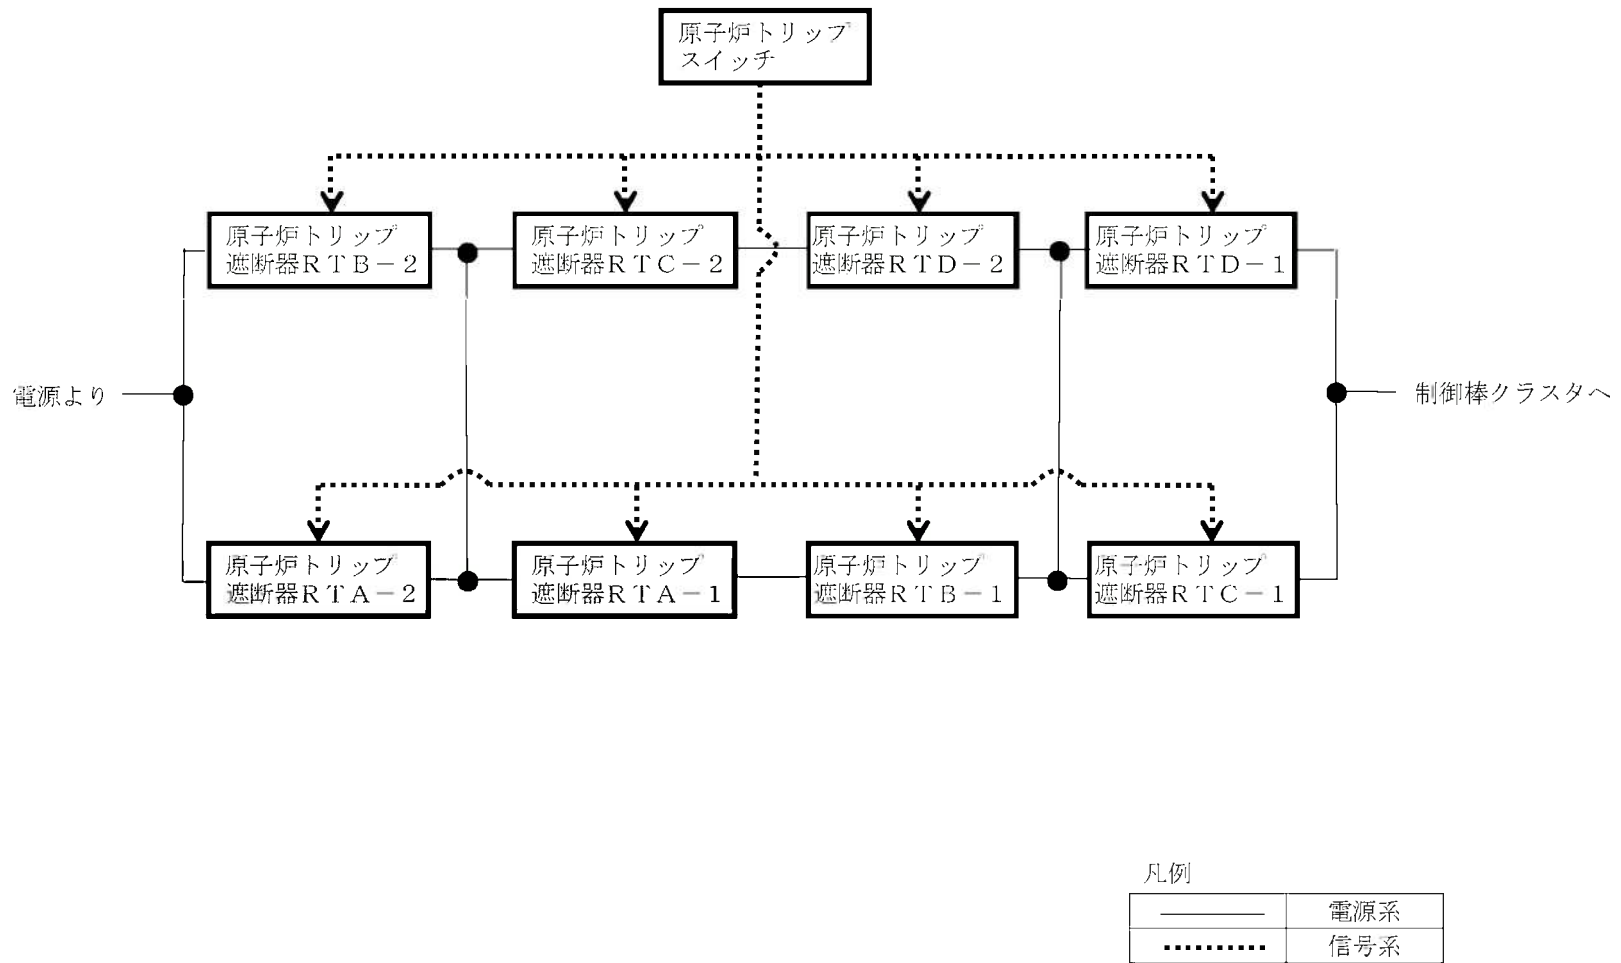 原子炉トリップ
スイッチ
原子炉トリップ
遮断器RTB-2
原子炉トリップ
遮断器RTC-2
原子炉トリップ
遮断器RTD-2
原子炉トリップ
遮断器RTD-1
電源より
制御棒クラスタへ
原子炉トリップ
遮断器RTA-2
原子炉トリップ
遮断器RTA-1
原子炉トリップ
遮断器RTB-1
原子炉トリップ
遮断器RTC-1
凡例
電源系
信号系